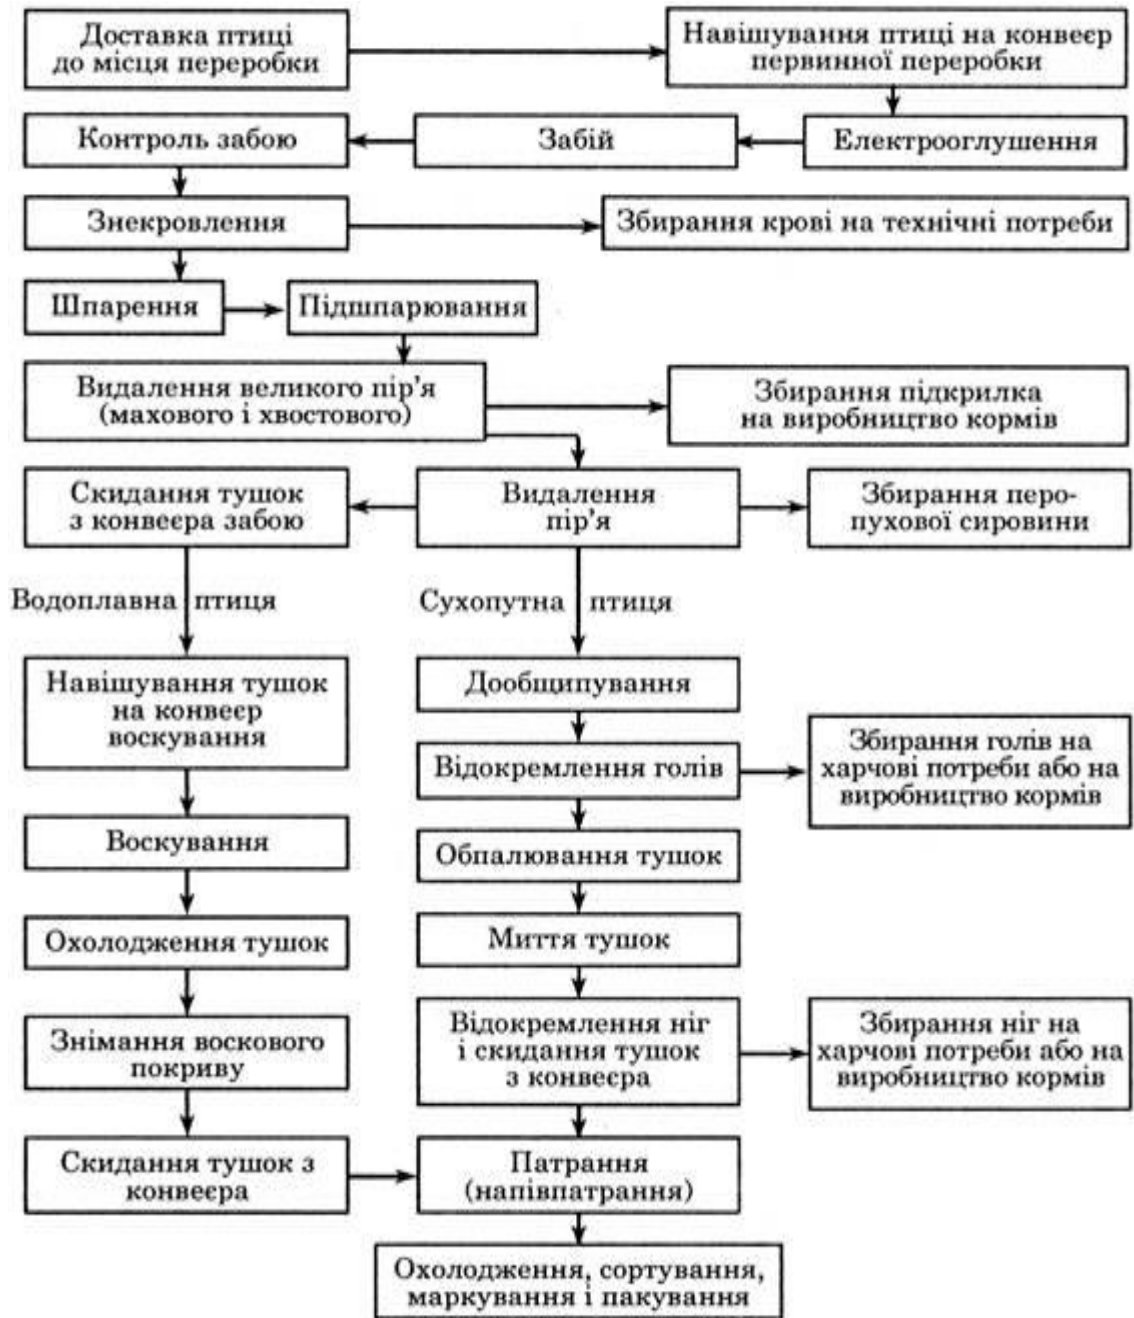 Доставка птиці
до місця переробки
Навішування птиці на конвеєр
первинної переробки
Контроль забою
Забій
Електрооглушення
Знекровлення
Збирання крові на технічні потреби
Шпарення
Підшпарювання
Видалення великого пір’я
(махового і хвостового)
Збирання підкрилка
на виробництво кормів
Скидання тушок
з конвеєра забою
Видалення
пір’я
Збирання перо-
пухової сировини
Водоплавна птиця
Сухопутна птиця
Навішування тушок
на конвеєр
воскування
Дообщипування
Відокремлення голів
Збирання голів на
харчові потреби або на
виробництво кормів
Воскування
Обпалювання тушок
Охолодження тушок
Миття тушок
Знімання воскового
покриву
Відокремлення ніг
і скидання тушок
з конвеєра
Збирання ніг на
харчові потреби або на
виробництво кормів
Скидання тушок з
конвеєра
Патрання
(напівпатрання)
Охолодження, сортування,
маркування і пакування